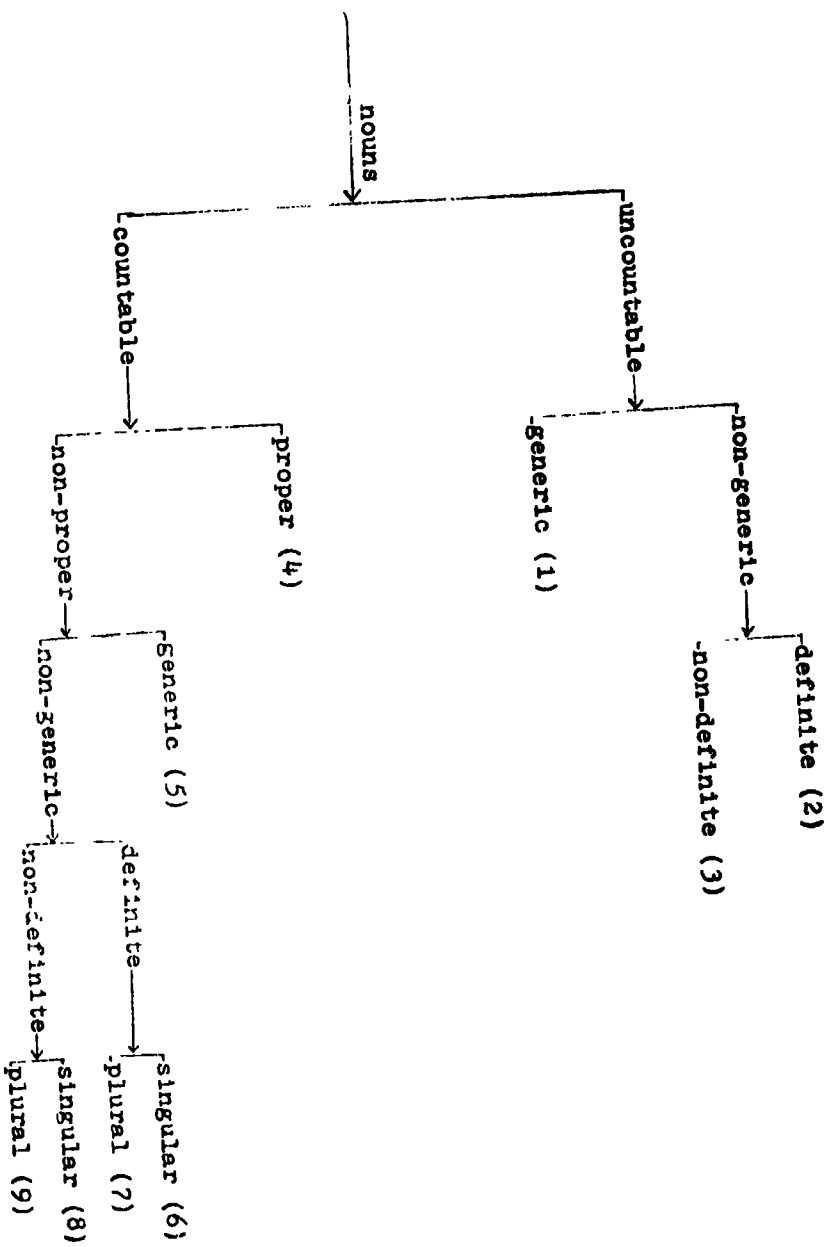 nouns
uncountable
non-generic
definite (2)
non-definite (3)
generic (1)
countable
proper (4)
non-proper
generic (5)
non-generic
definite
singular (6)
plural (7)
non-definite
singular (8)
plural (9)